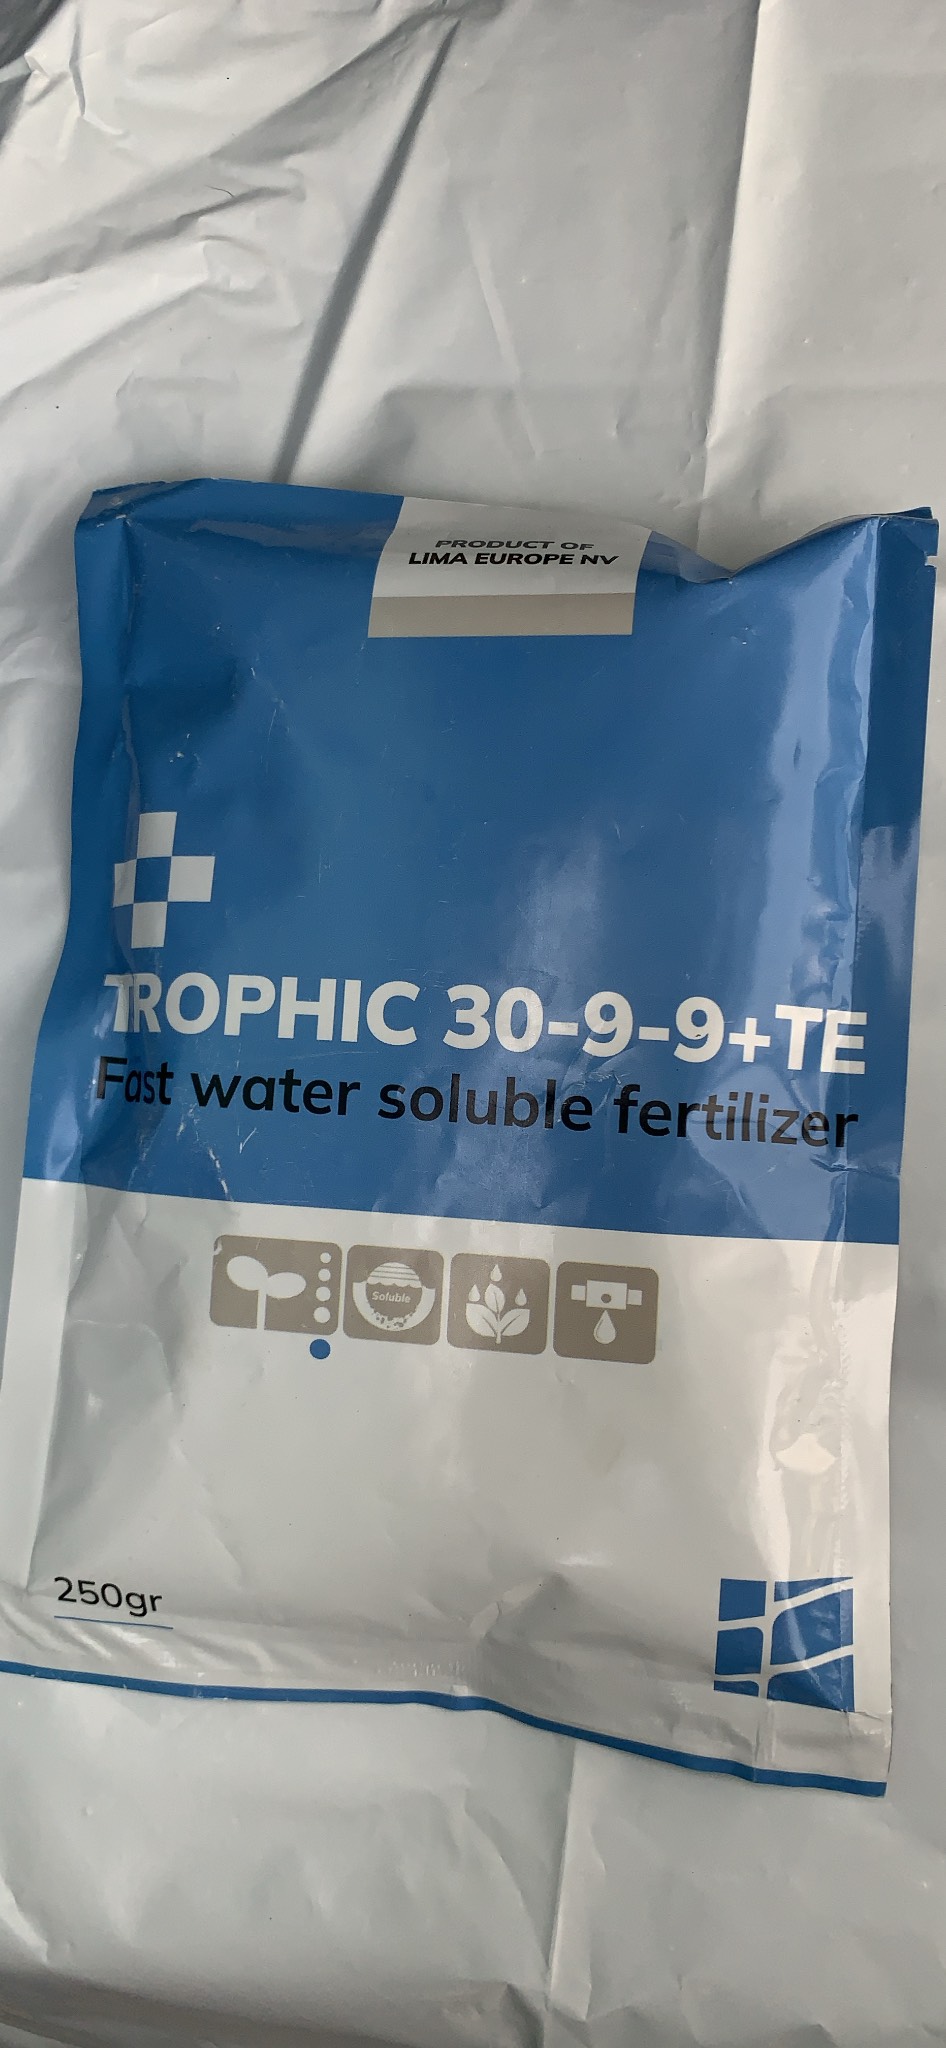 PRODUCT OF
LIMA EUROPE NV
TROPHIC 30-9-9+TE
Fast water soluble fertilizer
Soluble
250gr